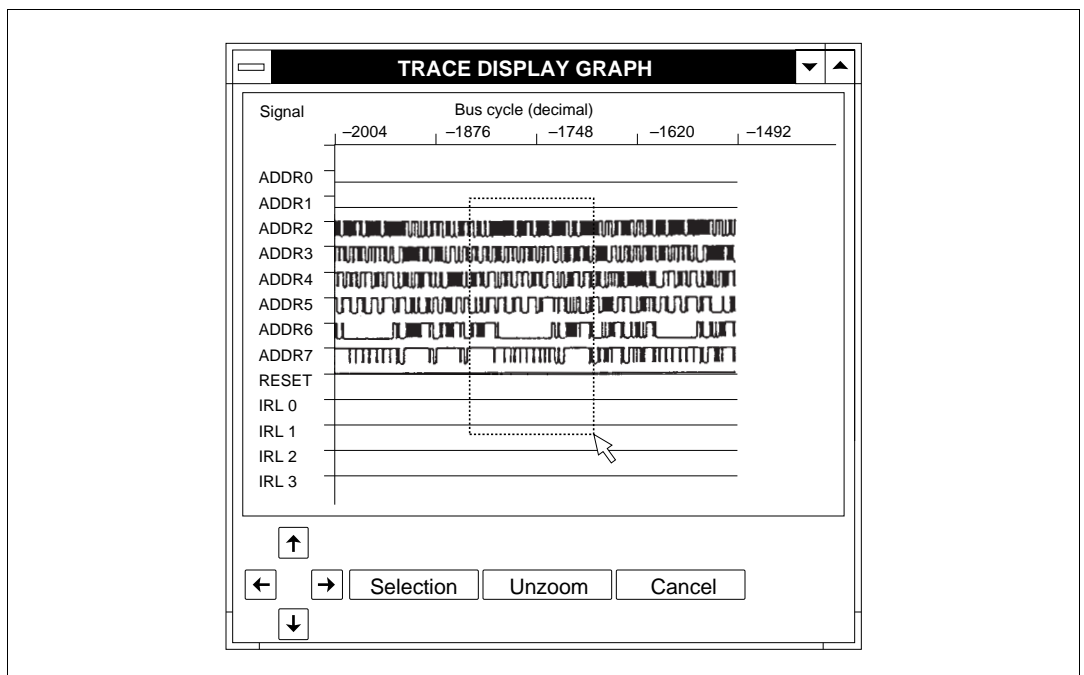 TRACE DISPLAY GRAPH
Signal Bus cycle (decimal)
–2004 –1876 –1748 –1620 –1492
ADDR0
ADDR1
ADDR2
ADDR3
ADDR4
ADDR5
ADDR6
ADDR7
RESET
IRL 0
IRL 1
IRL 2
IRL 3
Selection Unzoom Cancel